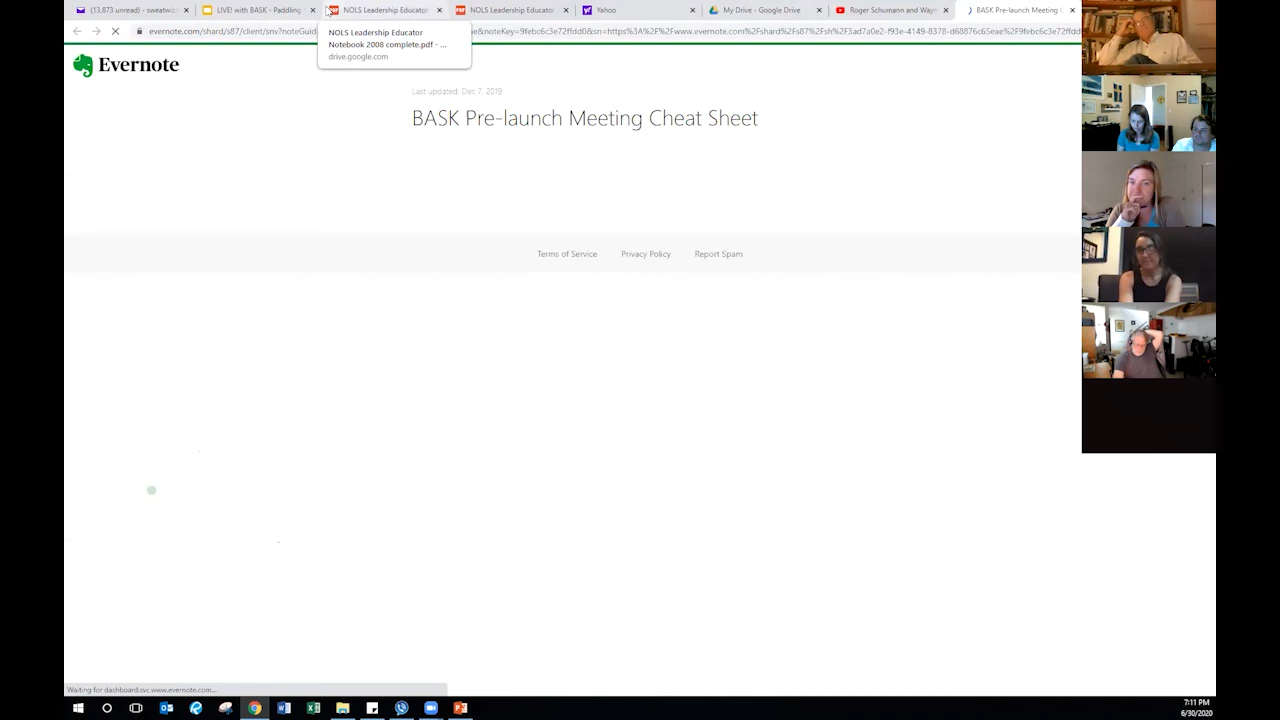 (13,873 unread) - sweatwiz
LIVE! with BASK - Paddling
NOLS Leadership Educator
NOLS Leadership Educator
Yahoo
My Drive - Google Drive
Roger Schumann and Wayn
BASK Pre-launch Meeting C
NOLS Leadership Educator
Notebook 2008 complete.pdf - ...
drive.google.com
Evernote
Last updated: Dec 7, 2019
BASK Pre-launch Meeting Cheat Sheet
Terms of Service
Privacy Policy
Report Spam
Waiting for dashboard.svc.www.evernote.com...
7:11 PM
6/30/2020